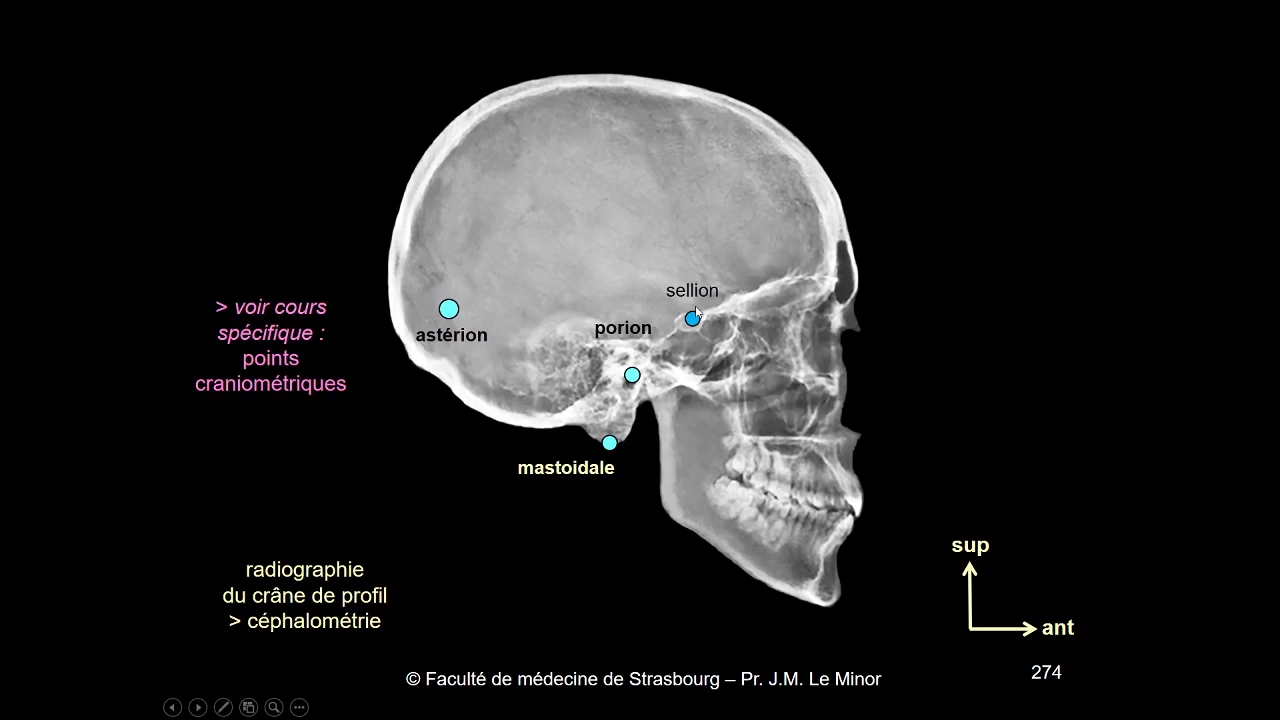 sellion
> voir cours
spécifique :
points
craniométriques
astérion
porion
mastoidale
radiographie
du crâne de profil
> céphalométrie
sup
ant
© Faculté de médecine de Strasbourg – Pr. J.M. Le Minor
274